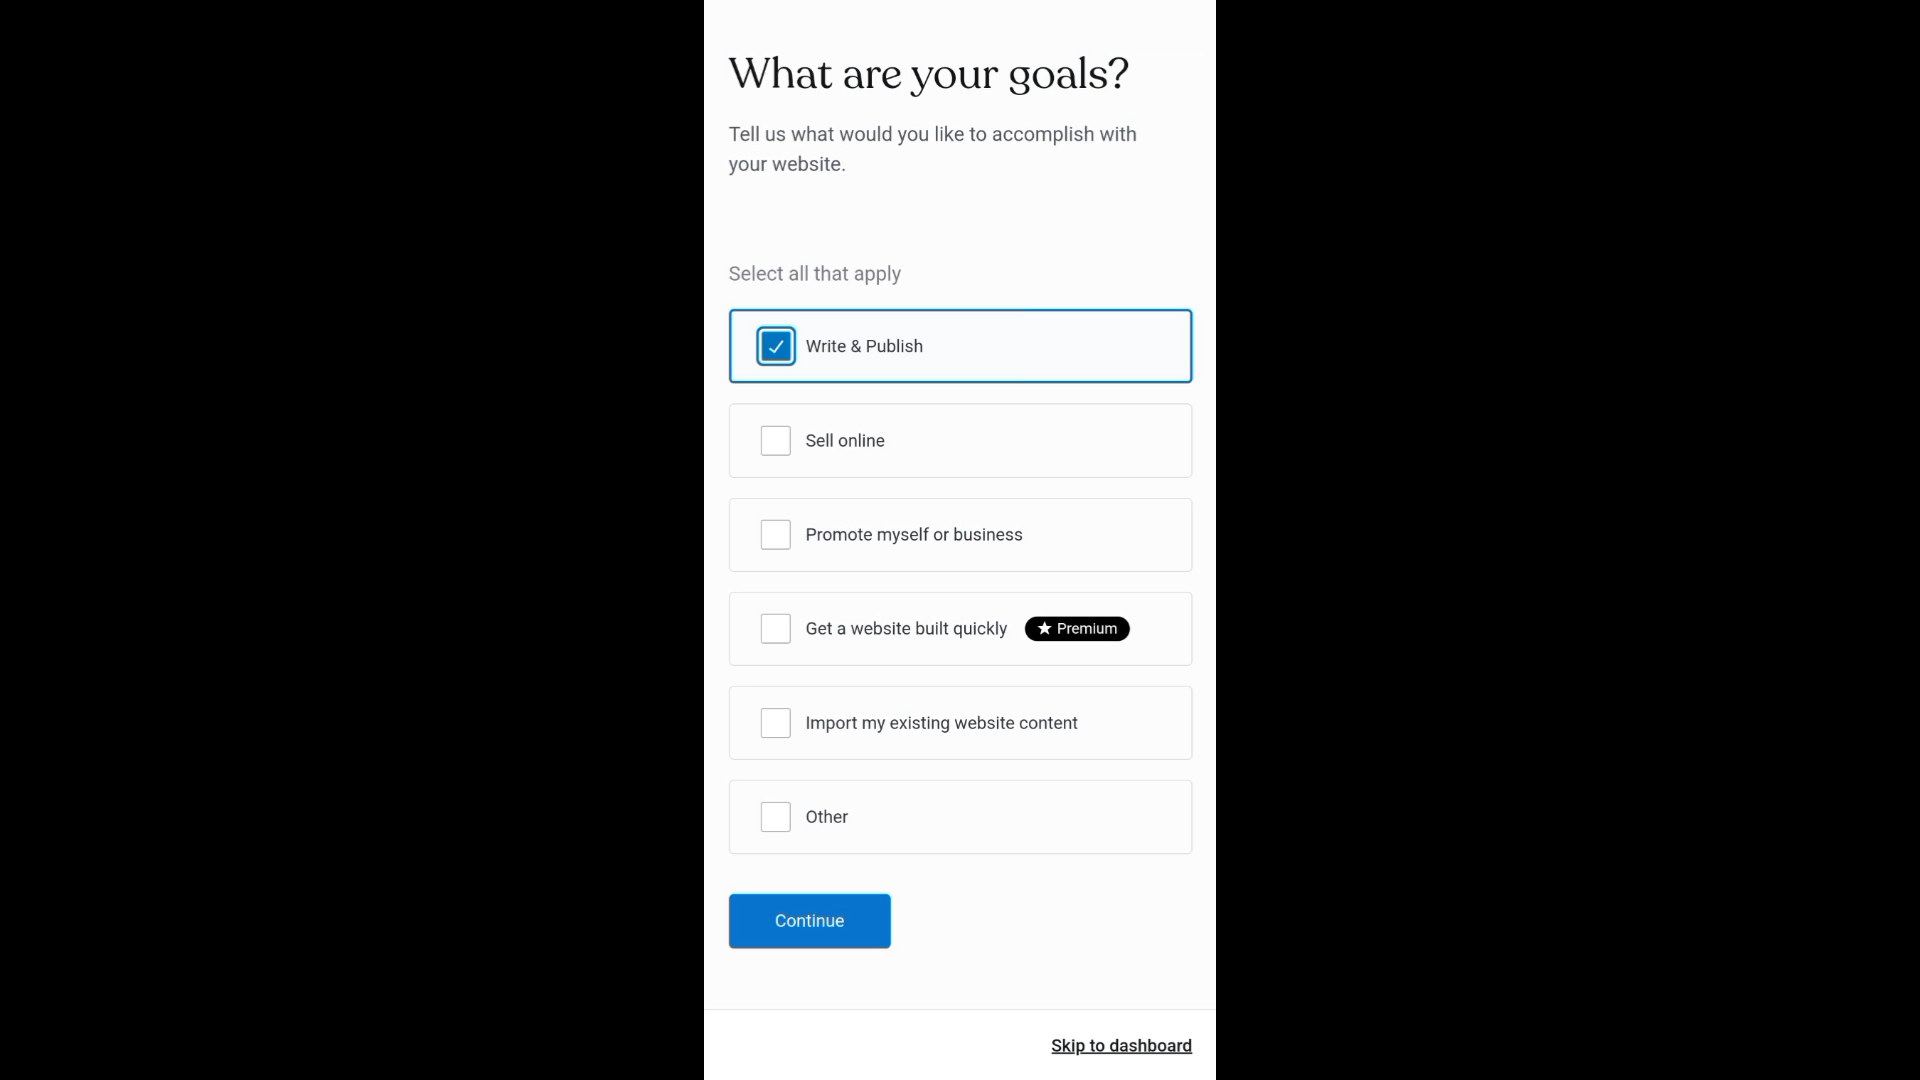 What are your goals?
Tell us what would you like to accomplish with
your website.
Select all that apply
Write & Publish
Sell online
Promote myself or business
Get a website built quickly ★ Premium
Import my existing website content
Other
Continue
Skip to dashboard